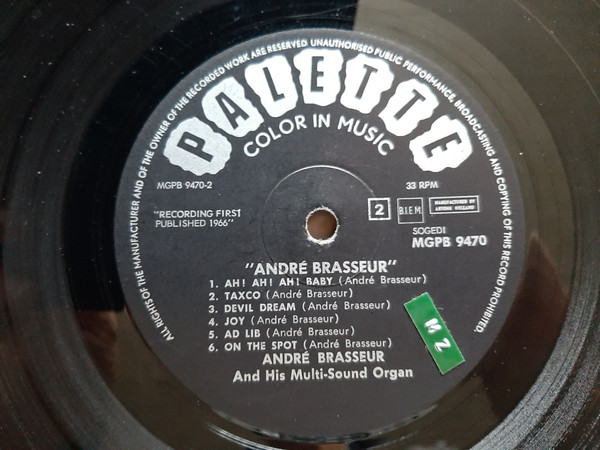 ALL RIGHTS OF THE MANUFACTURER AND OF THE OWNER OF THE RECORDED WORK ARE RESERVED. UNAUTHORISED PUBLIC PERFORMANCE, BROADCASTING AND COPYING OF THIS RECORD PROHIBITED.
PALETTE
COLOR IN MUSIC
MGPB 9470-2
33 RPM
"RECORDING FIRST
PUBLISHED 1966"
2
B.I.E.M.
MANUFACTURED BY
ARTONE HOLLAND
SOGEDI
MGPB 9470
"ANDRÉ BRASSEUR"
1. AH! AH! AH! BABY (André Brasseur)
2. TAXCO (André Brasseur)
3. DEVIL DREAM (André Brasseur)
4. JOY (André Brasseur)
5. AD LIB (André Brasseur)
6. ON THE SPOT (André Brasseur)
ANDRÉ BRASSEUR
And His Multi-Sound Organ